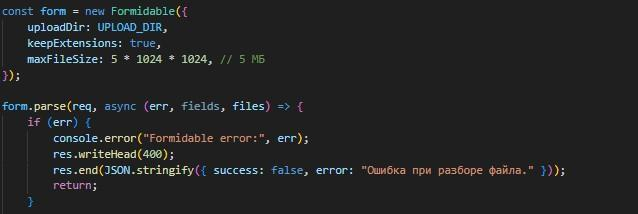 const form = new Formidable({
    uploadDir: UPLOAD_DIR,
    keepExtensions: true,
    maxFileSize: 5 * 1024 * 1024, // 5 МБ
});

form.parse(req, async (err, fields, files) => {
    if (err) {
        console.error("Formidable error:", err);
        res.writeHead(400);
        res.end(JSON.stringify({ success: false, error: "Ошибка при разборе файла." }));
        return;
    }